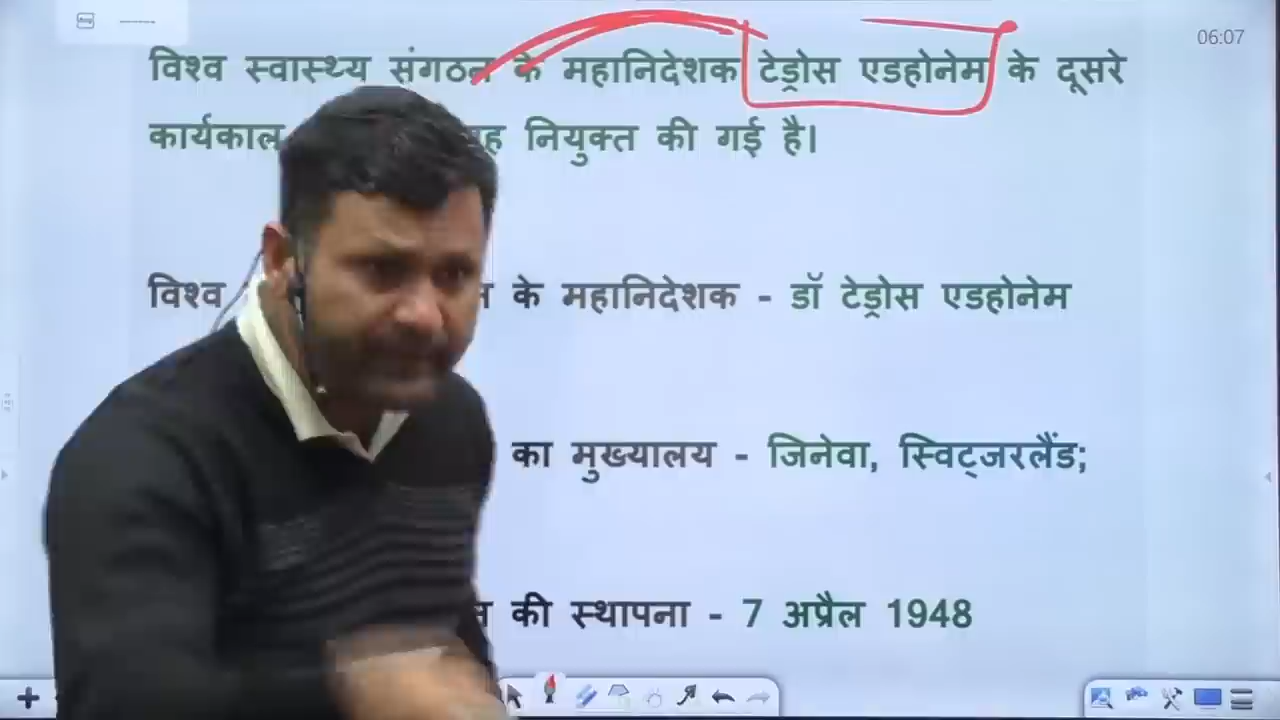 06:07
विश्व स्वास्थ्य संगठन के महानिदेशक टेड्रोस एडहोनेम के दूसरे
कार्यकाल नियुक्त की गई है।
विश्व के महानिदेशक - डॉ टेड्रोस एडहोनेम
का मुख्यालय - जिनेवा, स्विट्जरलैंड;
की स्थापना - 7 अप्रैल 1948